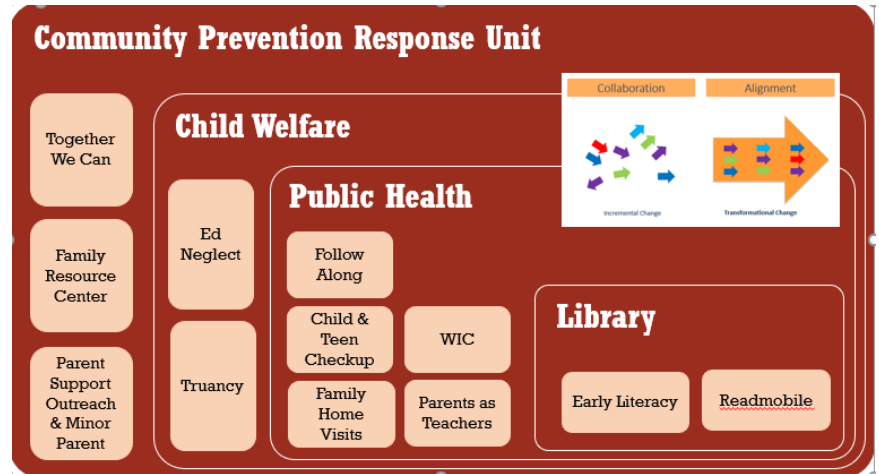 Community Prevention Response Unit
Together
We Can
Family
Resource
Center
Parent
Support
Outreach
& Minor
Parent
Child Welfare
Ed
Neglect
Truancy
Public Health
Follow
Along
Child &
Teen
Checkup
WIC
Family
Home
Visits
Parents as
Teachers
Library
Early Literacy
Readmobile
Collaboration
Alignment
Incremental Change
Transformational Change